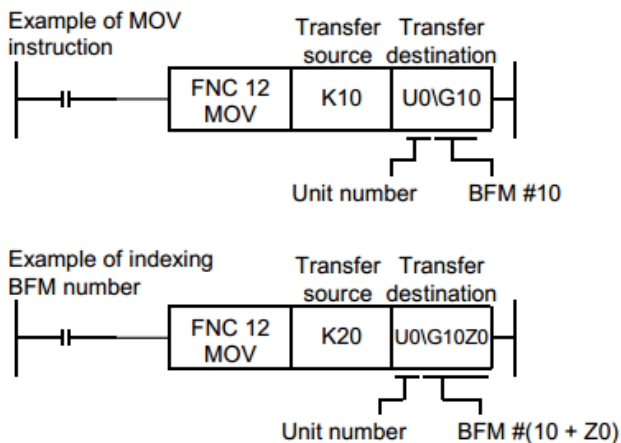 Example of MOV
instruction
Transfer Transfer
source destination
FNC 12
MOV
K10
U0\G10
Unit number BFM #10
Example of indexing
BFM number
Transfer Transfer
source destination
FNC 12
MOV
K20
U0\G10Z0
Unit number BFM #(10 + Z0)